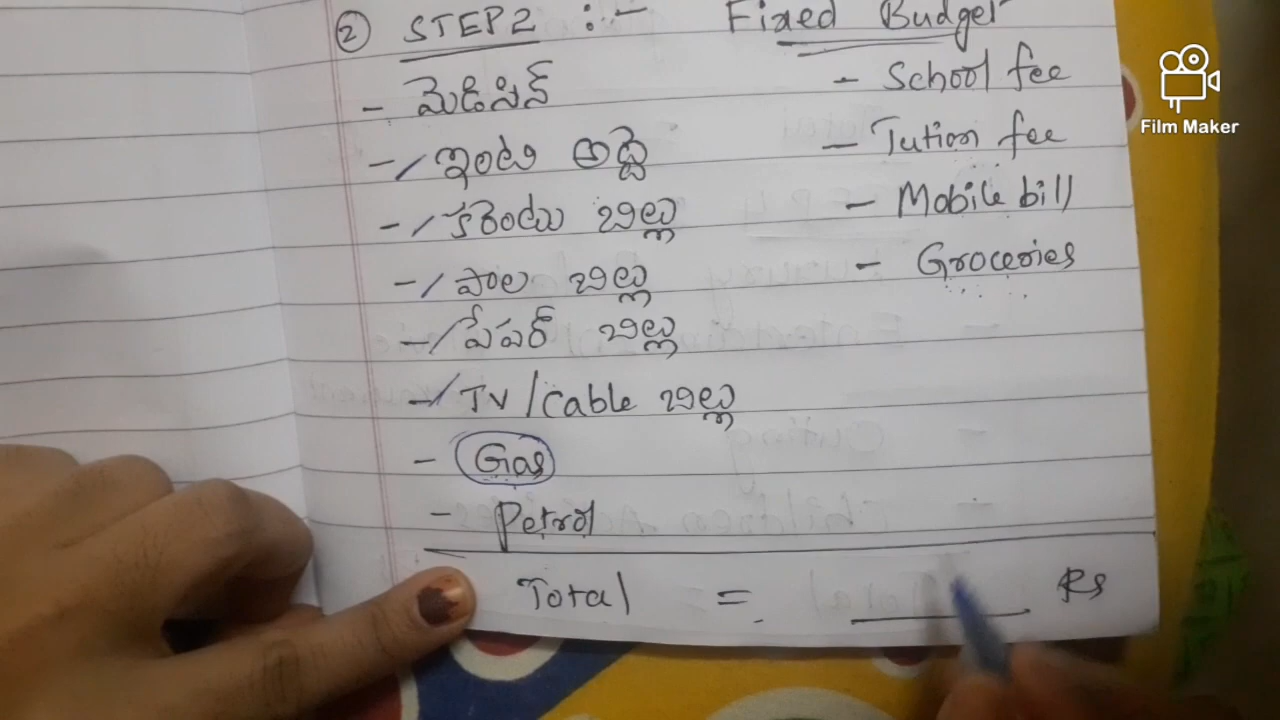 ② STEP 2 :- Fixed Budget
- మెడిసిన్
- ఇంటి అద్దె
- కరెంటు బిల్లు
- పాల బిల్లు
- పేపర్ బిల్లు
- TV/Cable బిల్లు
- Gas
- Petrol
- School fee
- Tution fee
- Mobile bill
- Groceries
Total = ______ Rs
Film Maker